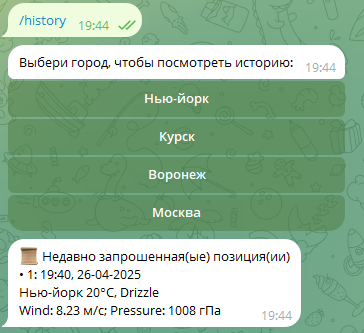 /history
19:44
Выбери город, чтобы посмотреть историю:
19:44
Нью-йорк
Курск
Воронеж
Москва
Недавно запрошенная(ые) позиция(ии)
• 1: 19:40, 26-04-2025
Нью-йорк 20°C, Drizzle
Wind: 8.23 м/с; Pressure: 1008 гПа
19:44